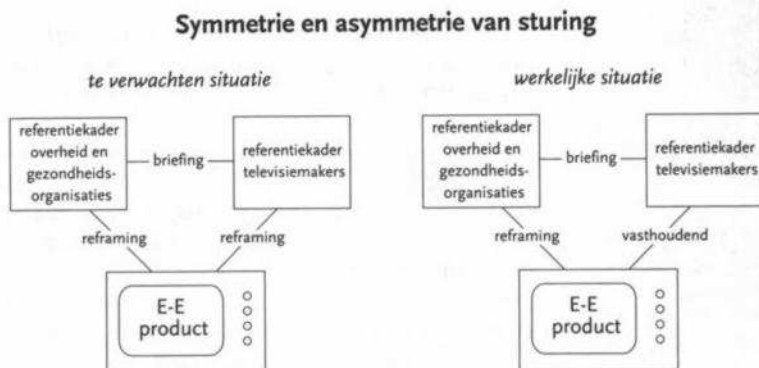 Symmetrie en asymmetrie van sturing
te verwachten situatie
referentiekader
overheid en
gezondheids-
organisaties
briefing
referentiekader
televisiemakers
reframing
reframing
E-E
product
werkelijke situatie
referentiekader
overheid en
gezondheids-
organisaties
briefing
referentiekader
televisiemakers
reframing
vasthoudend
E-E
product